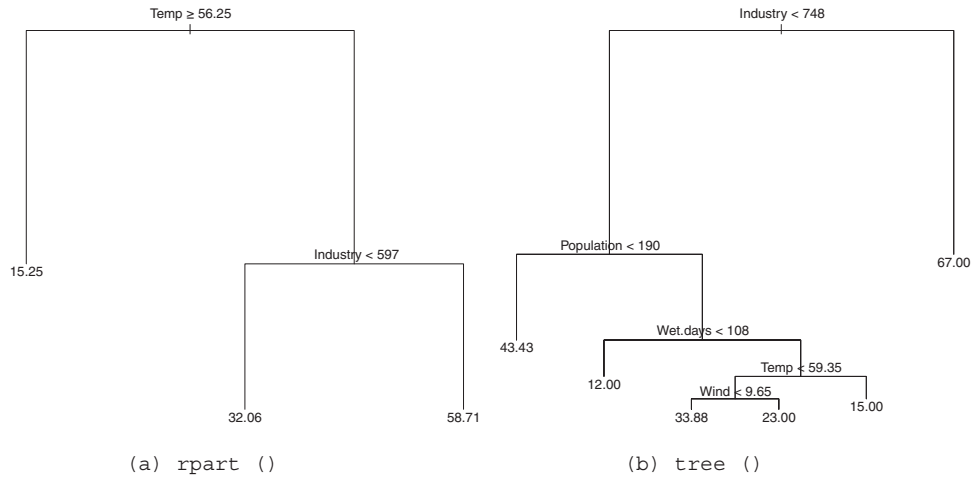 Temp ≥ 56.25
15.25
Industry < 597
32.06
58.71
(a) rpart ()
Industry < 748
Population < 190
67.00
43.43
Wet.days < 108
12.00
Temp < 59.35
Wind < 9.65
15.00
33.88
23.00
(b) tree ()